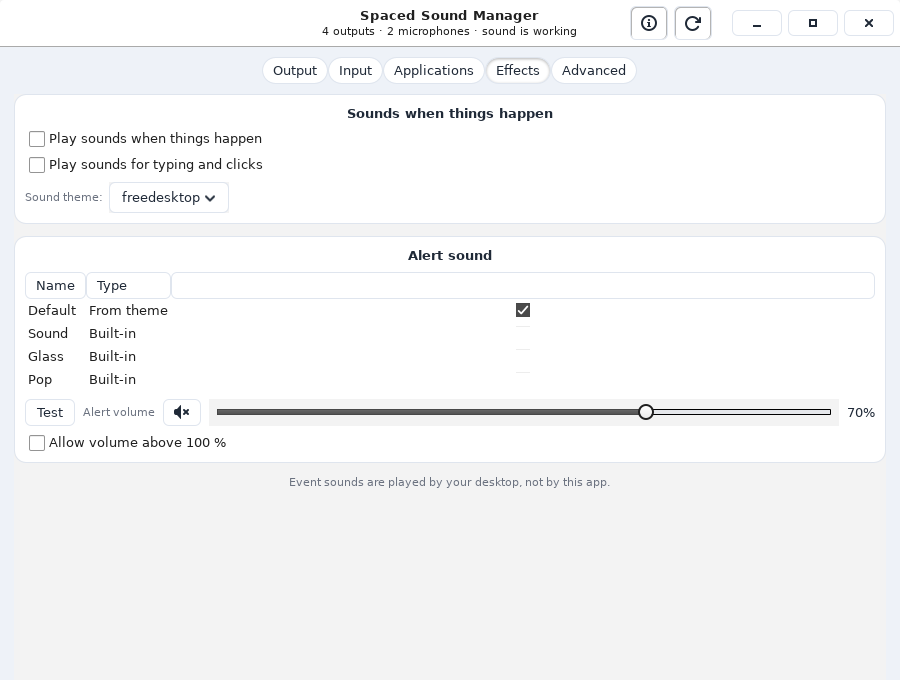 Spaced Sound Manager
4 outputs · 2 microphones · sound is working
Output Input Applications Effects Advanced
Sounds when things happen
Play sounds when things happen
Play sounds for typing and clicks
Sound theme: freedesktop
Alert sound
Name Type
Default From theme
Sound Built-in
Glass Built-in
Pop Built-in
Test Alert volume 70%
Allow volume above 100 %
Event sounds are played by your desktop, not by this app.